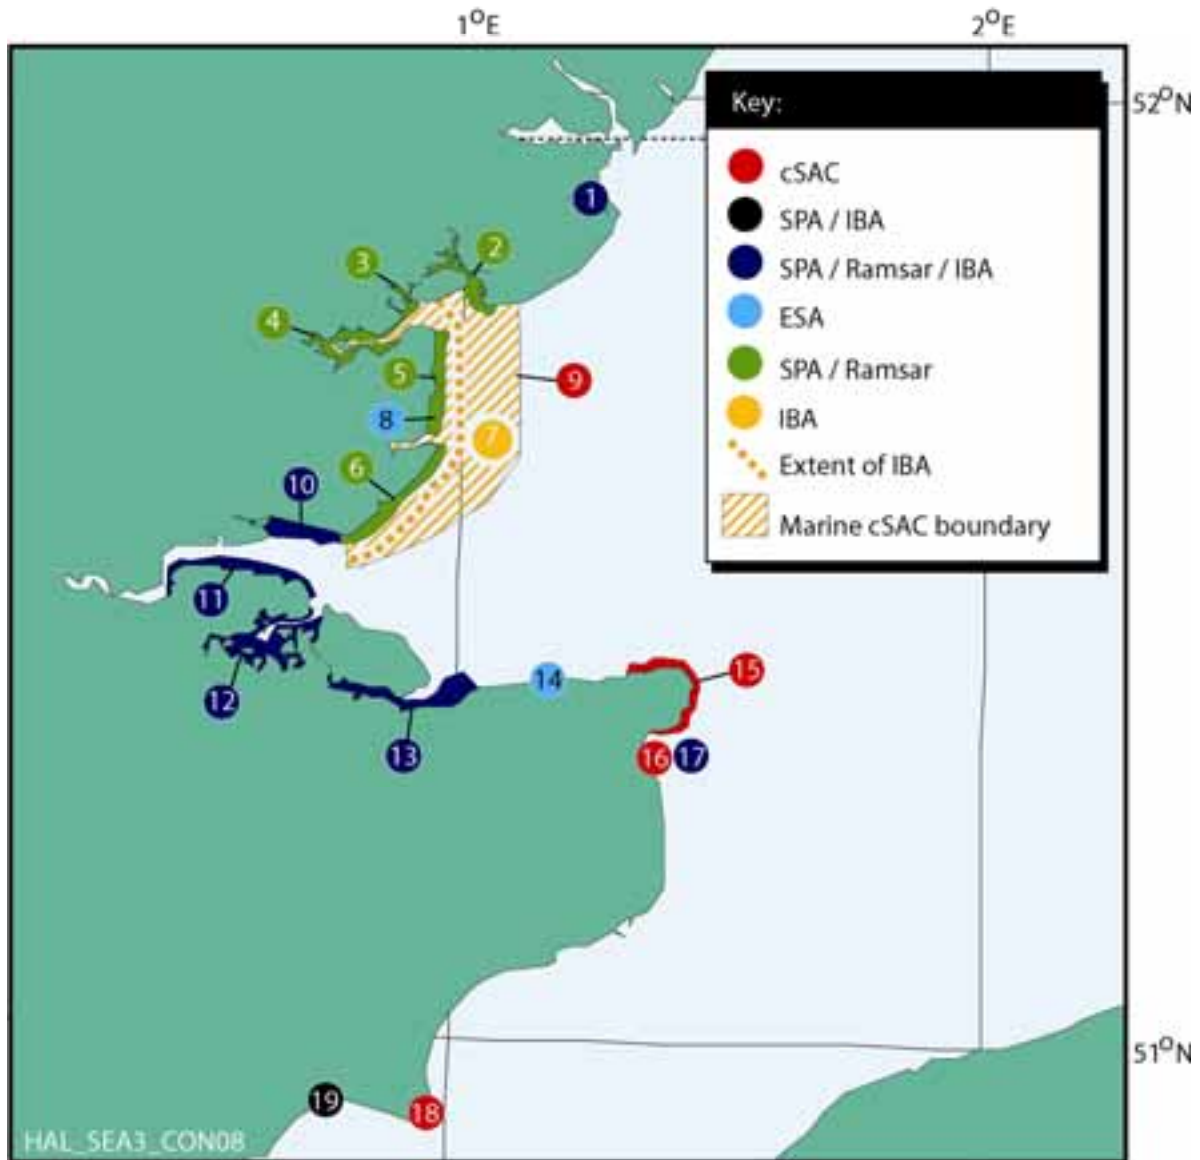 1°E
2°E
52°N
Key:
cSAC
SPA / IBA
SPA / Ramsar / IBA
ESA
SPA / Ramsar
IBA
Extent of IBA
Marine cSAC boundary
1
2
3
4
5
9
8
7
6
10
11
12
13
14
15
16
17
51°N
19
18
HAL_SEA3_CON08